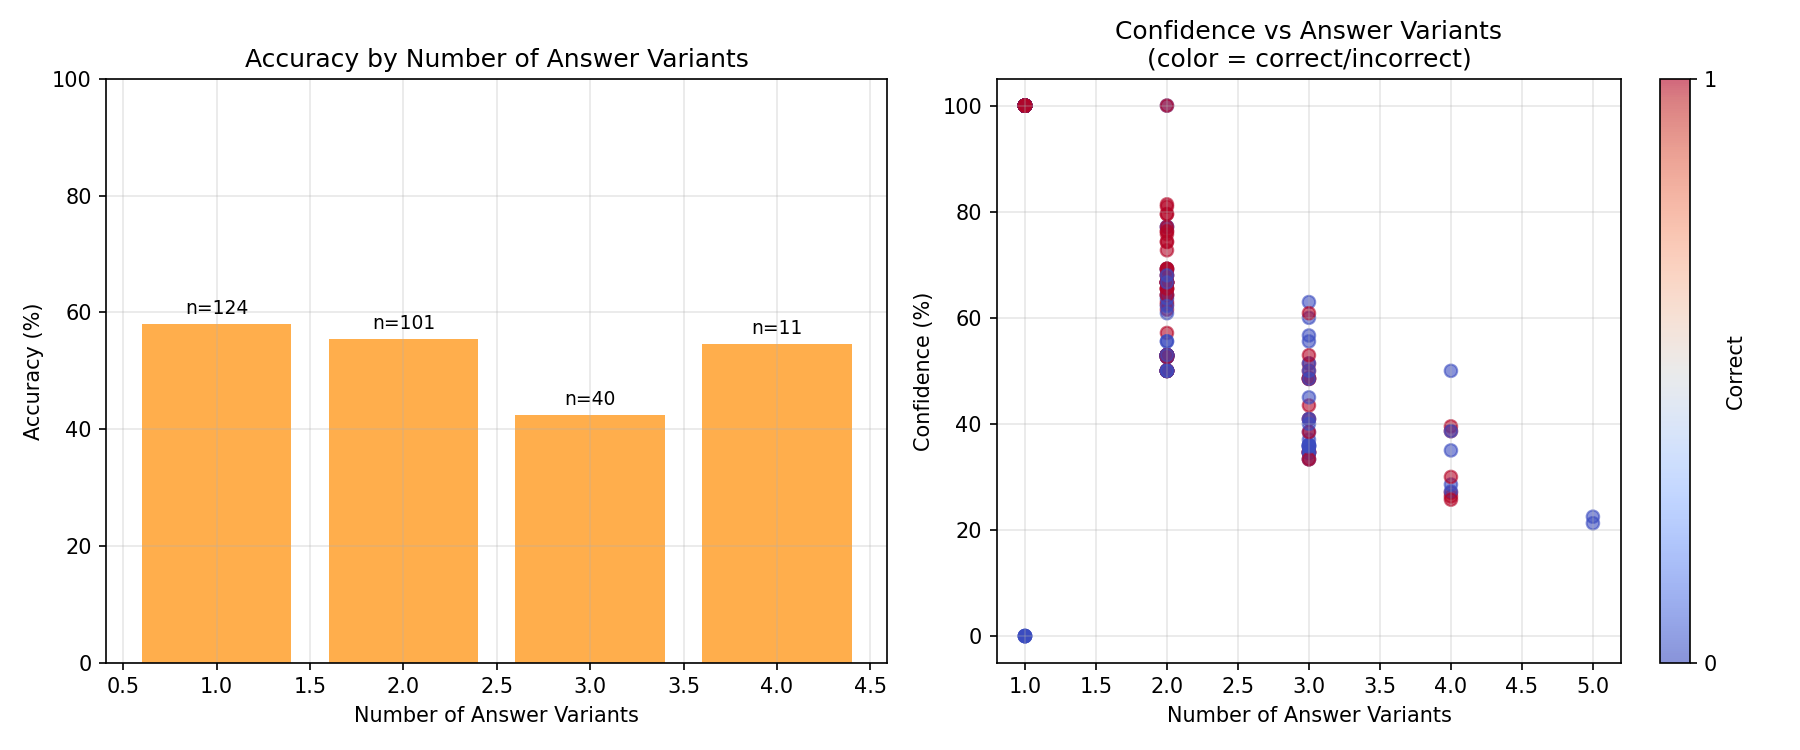 Accuracy by Number of Answer Variants
100
80
60
40
20
0
Accuracy (%)
n=124
n=101
n=40
n=11
0.5 1.0 1.5 2.0 2.5 3.0 3.5 4.0 4.5
Number of Answer Variants
Confidence vs Answer Variants
(color = correct/incorrect)
100
80
60
40
20
0
Confidence (%)
1.0 1.5 2.0 2.5 3.0 3.5 4.0 4.5 5.0
Number of Answer Variants
1
0
Correct